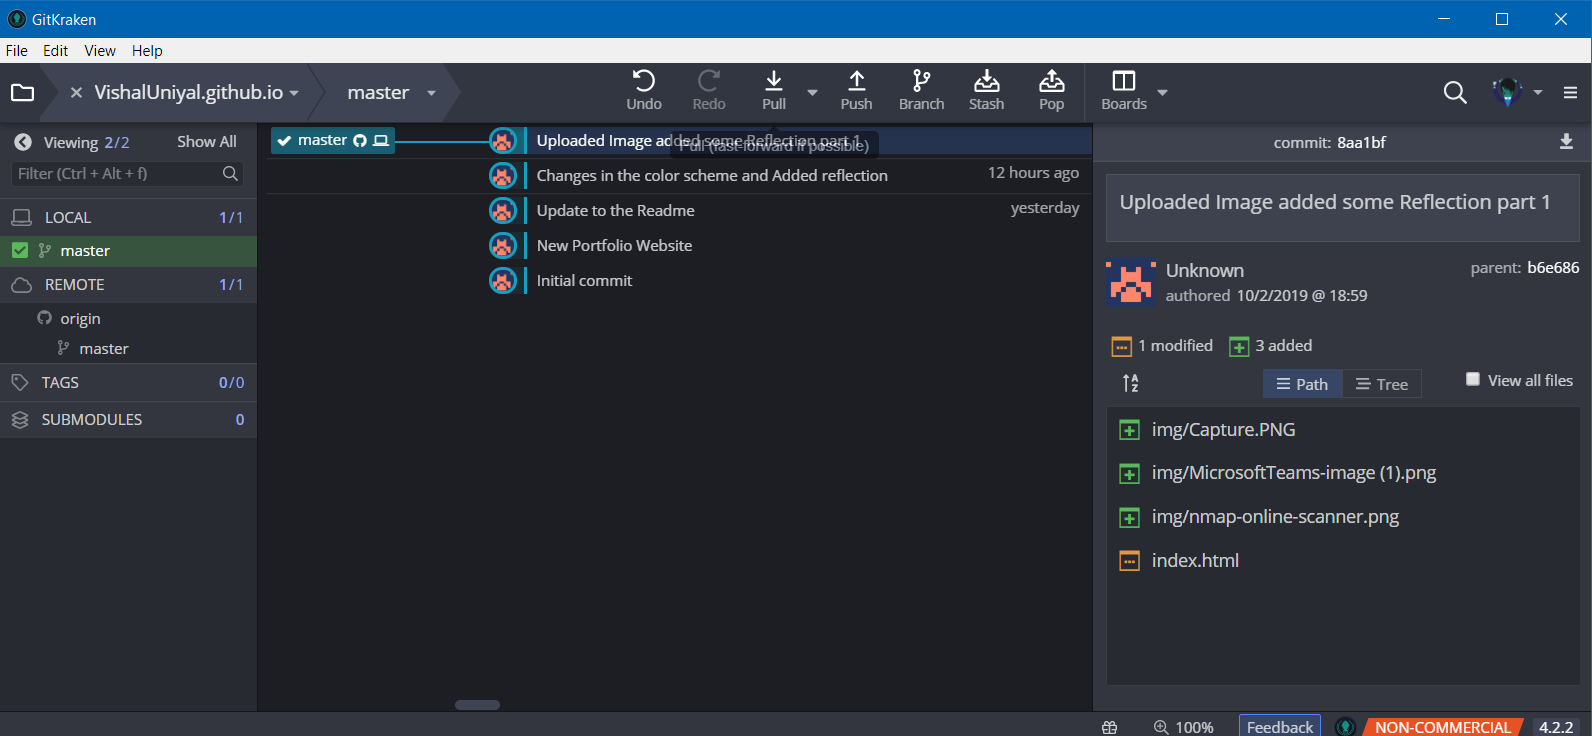 GitKraken
File Edit View Help
VishalUniyal.github.io master Undo Redo Pull Push Branch Stash Pop Boards
Viewing 2/2 Show All
Filter (Ctrl + Alt + f)
LOCAL 1/1
master
REMOTE 1/1
origin
master
TAGS 0/0
SUBMODULES 0
master Uploaded Image added some Reflection part 1
Pull (fast-forward if possible)
Changes in the color scheme and Added reflection 12 hours ago
Update to the Readme yesterday
New Portfolio Website
Initial commit
commit: 8aa1bf
Uploaded Image added some Reflection part 1
Unknown parent: b6e686
authored 10/2/2019 @ 18:59
1 modified 3 added
A
Z
Path Tree View all files
img/Capture.PNG
img/MicrosoftTeams-image (1).png
img/nmap-online-scanner.png
index.html
100% Feedback NON-COMMERCIAL 4.2.2